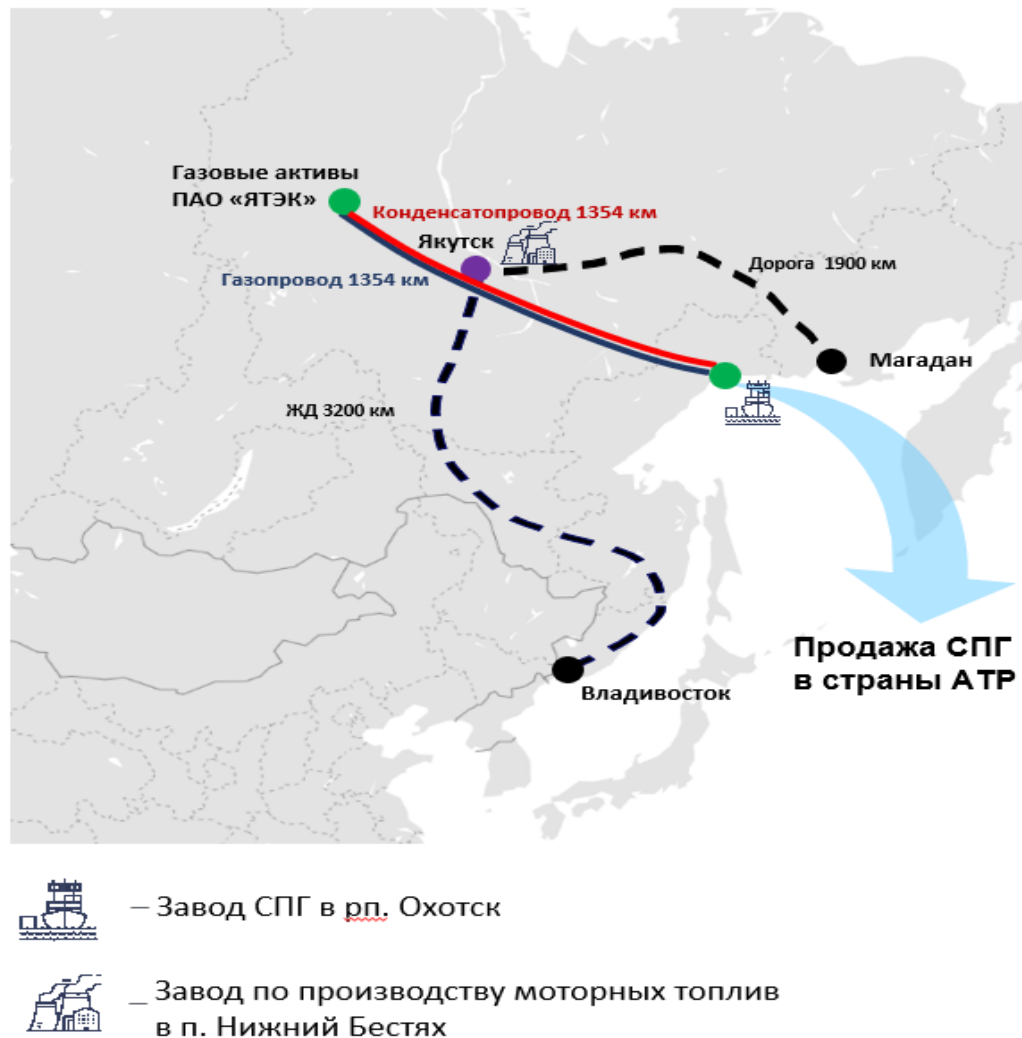 Газовые активы
ПАО «ЯТЭК»
Конденсатопровод 1354 км
Якутск
Газопровод 1354 км
Дорога 1900 км
Магадан
ЖД 3200 км
Продажа СПГ
в страны АТР
Владивосток
– Завод СПГ в рп. Охотск
_ Завод по производству моторных топлив
в п. Нижний Бестях